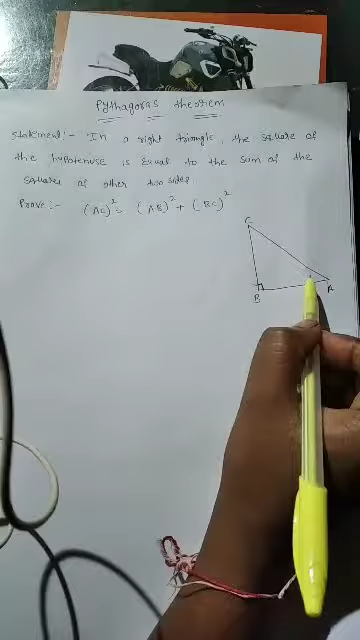 Pythagoras theorem
Statement :- In a right triangle, the square of
the hypotenuse is Equal to the sum of the
square of other two sides.
Prove :- (AC)² = (AB)² + (BC)²
C
B
A